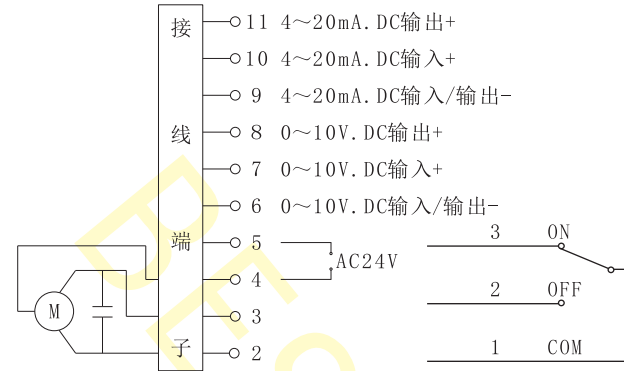 接线端子
11 4~20mA.DC输出+
10 4~20mA.DC输入+
9 4~20mA.DC输入/输出-
8 0~10V.DC输出+
7 0~10V.DC输入+
6 0~10V.DC输入/输出-
5
AC24V
4
3
2
M
3 ON
2 OFF
1 COM